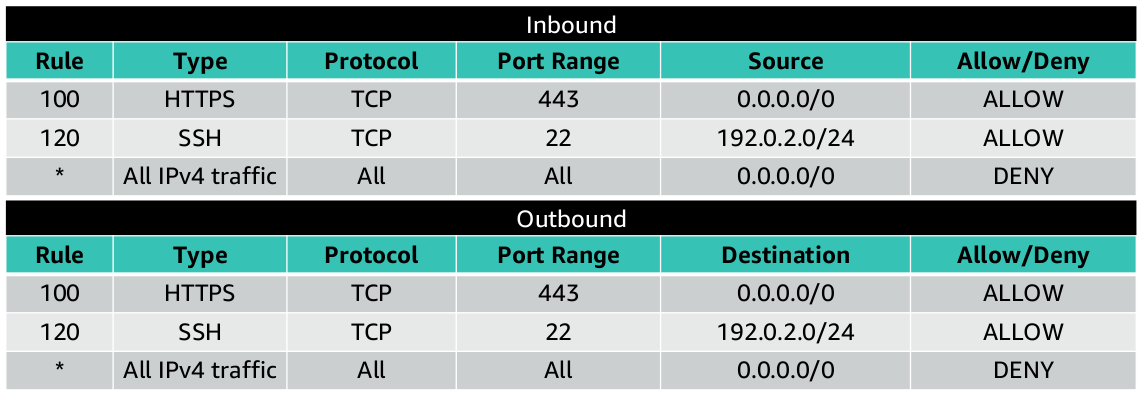 Inbound
Rule Type Protocol Port Range Source Allow/Deny
100 HTTPS TCP 443 0.0.0.0/0 ALLOW
120 SSH TCP 22 192.0.2.0/24 ALLOW
* All IPv4 traffic All All 0.0.0.0/0 DENY
Outbound
Rule Type Protocol Port Range Destination Allow/Deny
100 HTTPS TCP 443 0.0.0.0/0 ALLOW
120 SSH TCP 22 192.0.2.0/24 ALLOW
* All IPv4 traffic All All 0.0.0.0/0 DENY